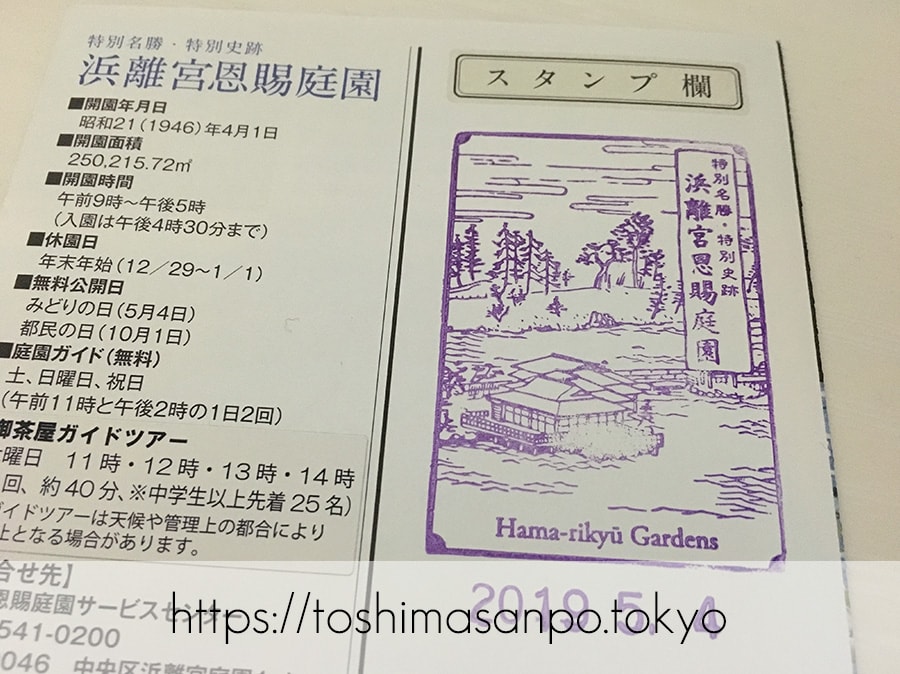 特別名勝・特別史跡
浜離宮恩賜庭園
■開園年月日
昭和21(1946)年4月1日
■開園面積
250,215.72㎡
■開園時間
午前9時～午後5時
(入園は午後4時30分まで)
■休園日
年末年始(12／29～1／1)
■無料公開日
みどりの日(5月4日)
都民の日(10月1日)
■庭園ガイド(無料)
土、日曜日、祝日
(午前11時と午後2時の1日2回)
御茶屋ガイドツアー
曜日 11時・12時・13時・14時
回、約40分、※中学生以上先着25名)
ガイドツアーは天候や管理上の都合により
止となる場合があります。
合せ先】
恩賜庭園サービスセンター
541-0200
0046 中央区浜離宮庭園
スタンプ欄
特別名勝・特別史跡
浜離宮恩賜庭園
Hama-rikyū Gardens
2019.5.4
https://toshimasanpo.tokyo